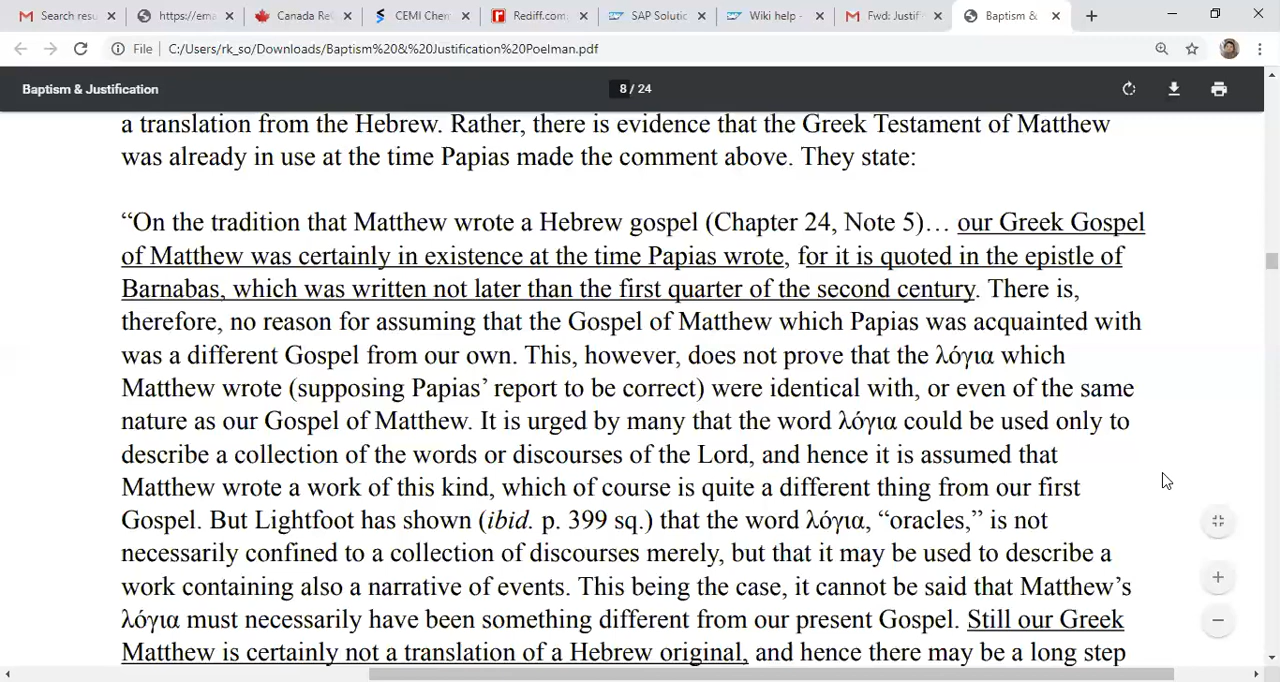 Search resu
https://ema
Canada Re
CEMI Chem
Rediff.com:
SAP Solutic
Wiki help -
Fwd: Justif
Baptism &
File C:/Users/rk_so/Downloads/Baptism%20&%20Justification%20Poelman.pdf
Baptism & Justification
8 / 24
a translation from the Hebrew. Rather, there is evidence that the Greek Testament of Matthew
was already in use at the time Papias made the comment above. They state:
“On the tradition that Matthew wrote a Hebrew gospel (Chapter 24, Note 5)… our Greek Gospel
of Matthew was certainly in existence at the time Papias wrote, for it is quoted in the epistle of
Barnabas, which was written not later than the first quarter of the second century. There is,
therefore, no reason for assuming that the Gospel of Matthew which Papias was acquainted with
was a different Gospel from our own. This, however, does not prove that the λόγια which
Matthew wrote (supposing Papias’ report to be correct) were identical with, or even of the same
nature as our Gospel of Matthew. It is urged by many that the word λόγια could be used only to
describe a collection of the words or discourses of the Lord, and hence it is assumed that
Matthew wrote a work of this kind, which of course is quite a different thing from our first
Gospel. But Lightfoot has shown (ibid. p. 399 sq.) that the word λόγια, “oracles,” is not
necessarily confined to a collection of discourses merely, but that it may be used to describe a
work containing also a narrative of events. This being the case, it cannot be said that Matthew’s
λόγια must necessarily have been something different from our present Gospel. Still our Greek
Matthew is certainly not a translation of a Hebrew original, and hence there may be a long step